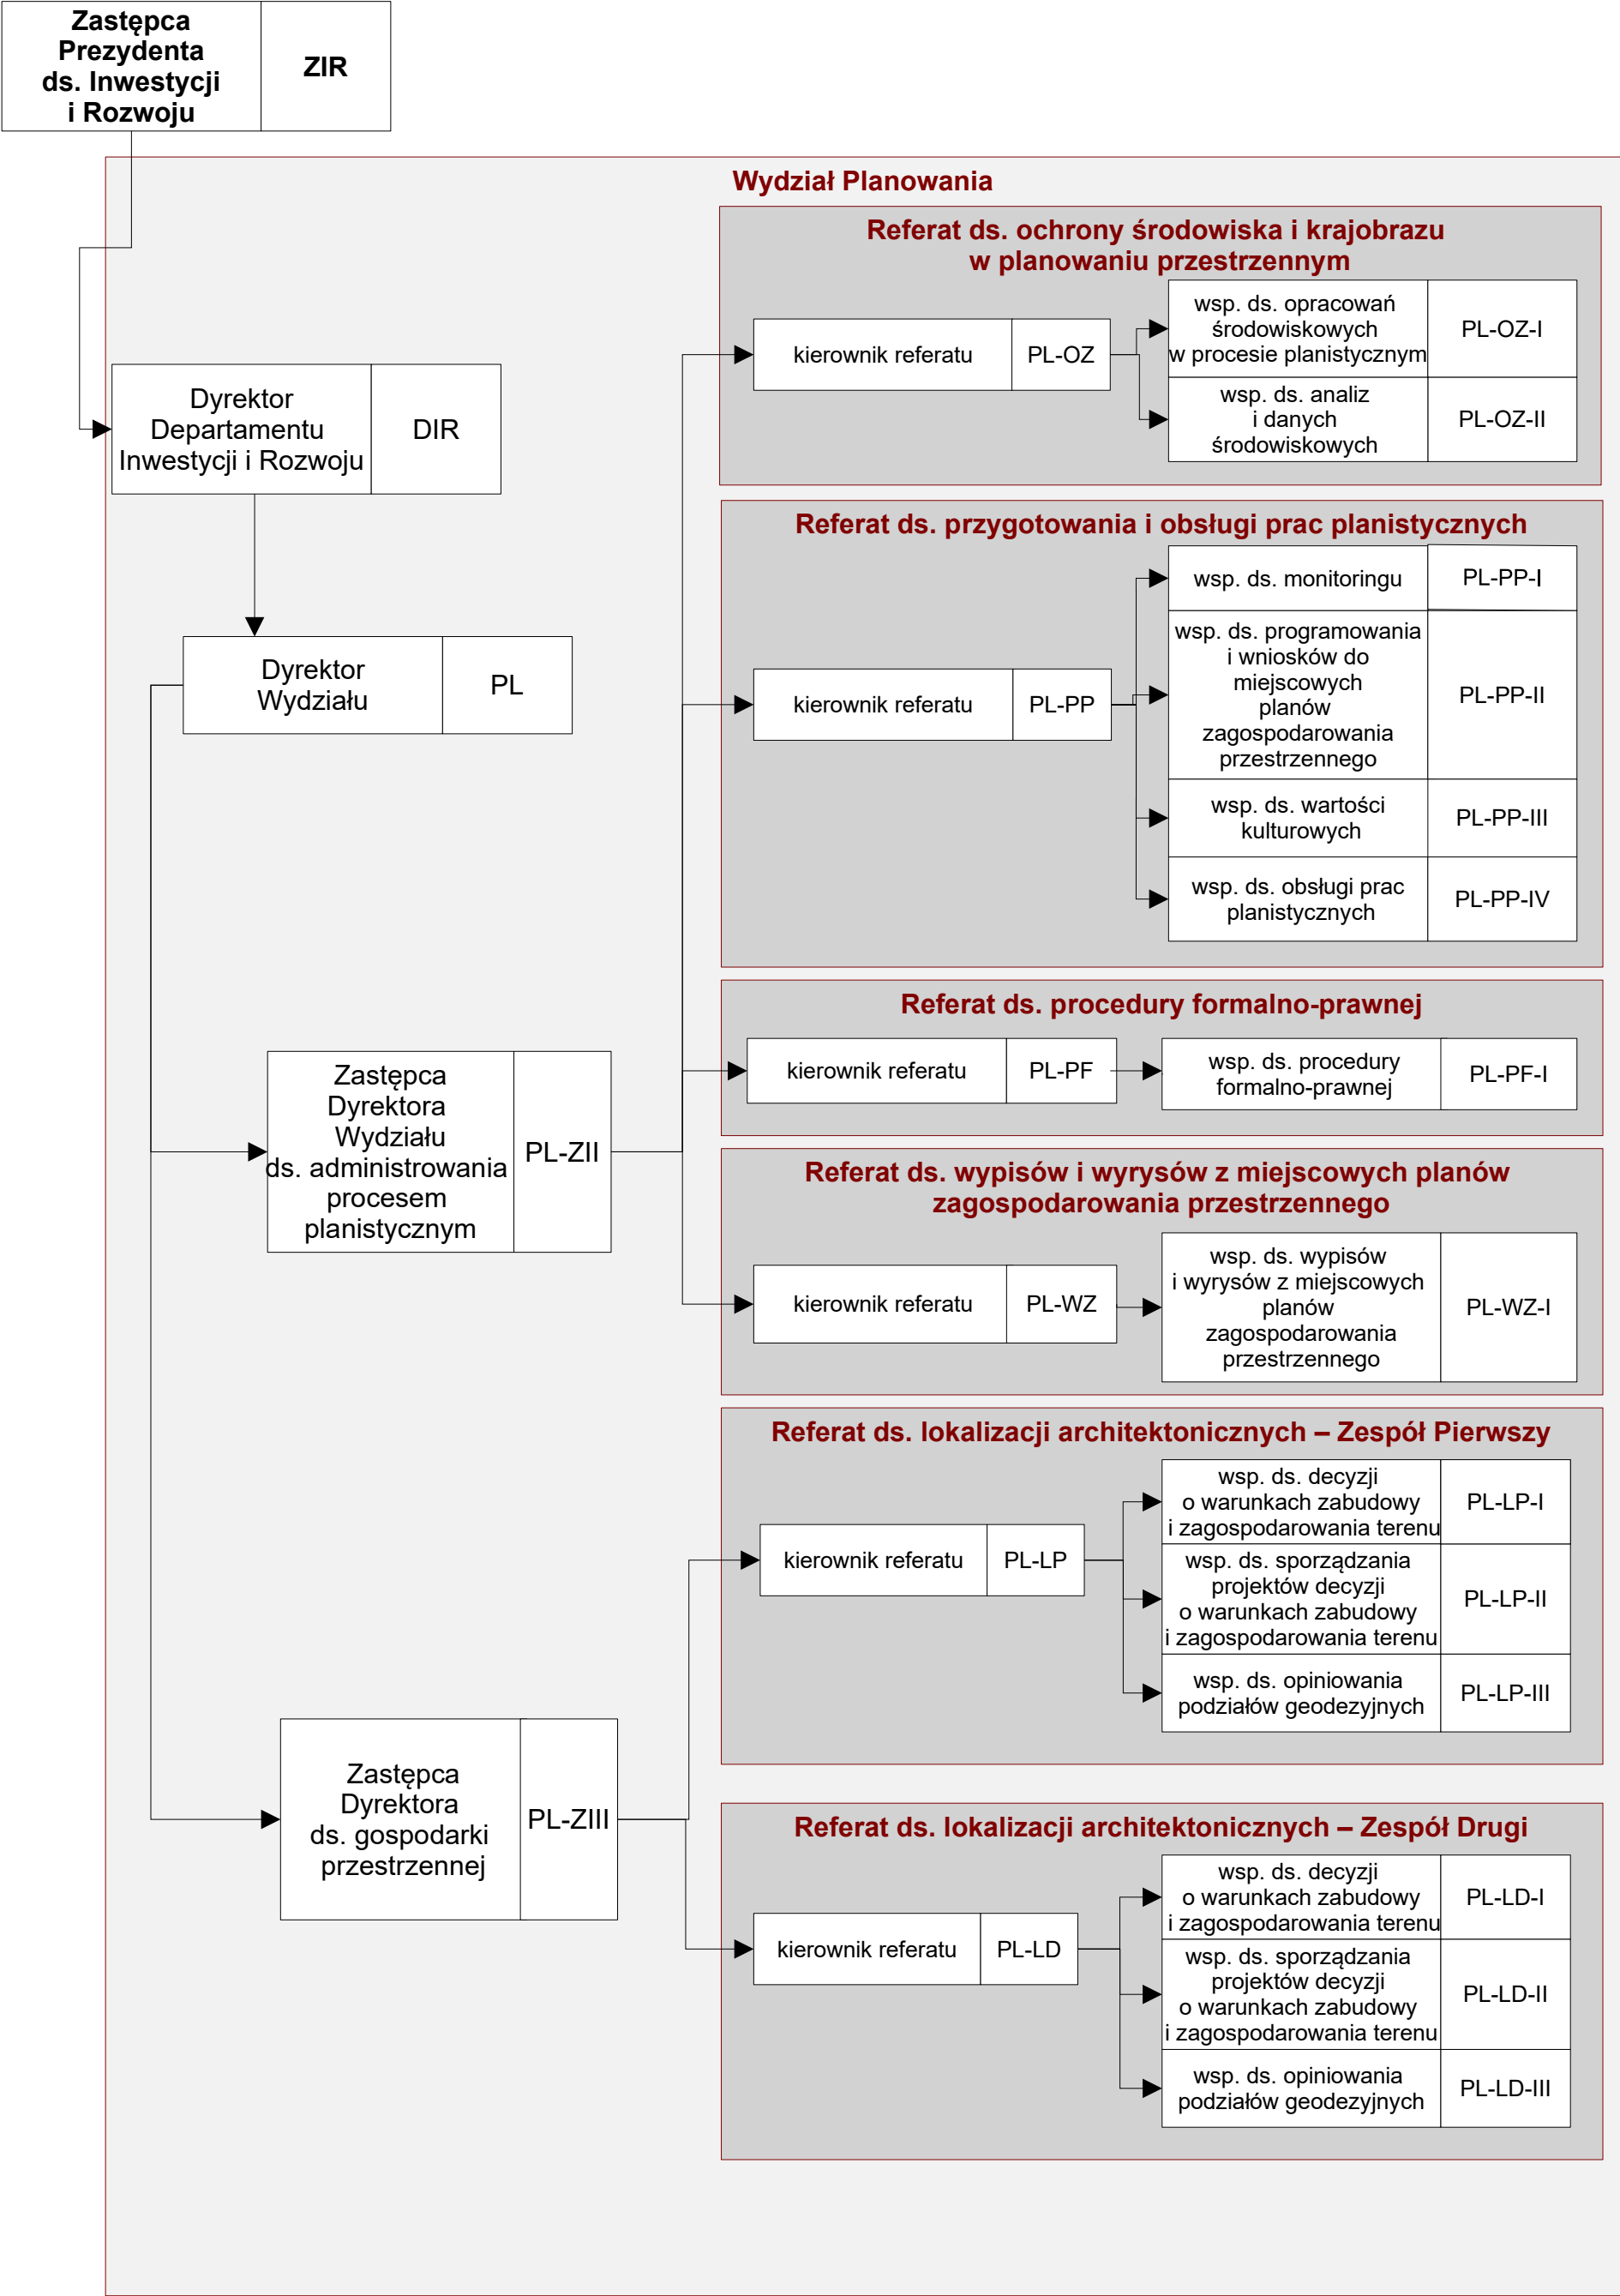 Zastępca
Prezydenta
ds. Inwestycji
i Rozwoju
ZIR
Wydział Planowania
Dyrektor
Departamentu
Inwestycji i Rozwoju
DIR
Dyrektor
Wydziału
PL
Zastępca
Dyrektora
Wydziału
ds. administrowania
procesem
planistycznym
PL-ZII
Zastępca
Dyrektora
ds. gospodarki
przestrzennej
PL-ZIII
Referat ds. ochrony środowiska i krajobrazu
w planowaniu przestrzennym
kierownik referatu
PL-OZ
wsp. ds. opracowań
środowiskowych
w procesie planistycznym
PL-OZ-I
wsp. ds. analiz
i danych
środowiskowych
PL-OZ-II
Referat ds. przygotowania i obsługi prac planistycznych
kierownik referatu
PL-PP
wsp. ds. monitoringu
PL-PP-I
wsp. ds. programowania
i wniosków do
miejscowych
planów
zagospodarowania
przestrzennego
PL-PP-II
wsp. ds. wartości
kulturowych
PL-PP-III
wsp. ds. obsługi prac
planistycznych
PL-PP-IV
Referat ds. procedury formalno-prawnej
kierownik referatu
PL-PF
wsp. ds. procedury
formalno-prawnej
PL-PF-I
Referat ds. wypisów i wyrysów z miejscowych planów
zagospodarowania przestrzennego
kierownik referatu
PL-WZ
wsp. ds. wypisów
i wyrysów z miejscowych
planów
zagospodarowania
przestrzennego
PL-WZ-I
Referat ds. lokalizacji architektonicznych – Zespół Pierwszy
kierownik referatu
PL-LP
wsp. ds. decyzji
o warunkach zabudowy
i zagospodarowania terenu
PL-LP-I
wsp. ds. sporządzania
projektów decyzji
o warunkach zabudowy
i zagospodarowania terenu
PL-LP-II
wsp. ds. opiniowania
podziałów geodezyjnych
PL-LP-III
Referat ds. lokalizacji architektonicznych – Zespół Drugi
kierownik referatu
PL-LD
wsp. ds. decyzji
o warunkach zabudowy
i zagospodarowania terenu
PL-LD-I
wsp. ds. sporządzania
projektów decyzji
o warunkach zabudowy
i zagospodarowania terenu
PL-LD-II
wsp. ds. opiniowania
podziałów geodezyjnych
PL-LD-III